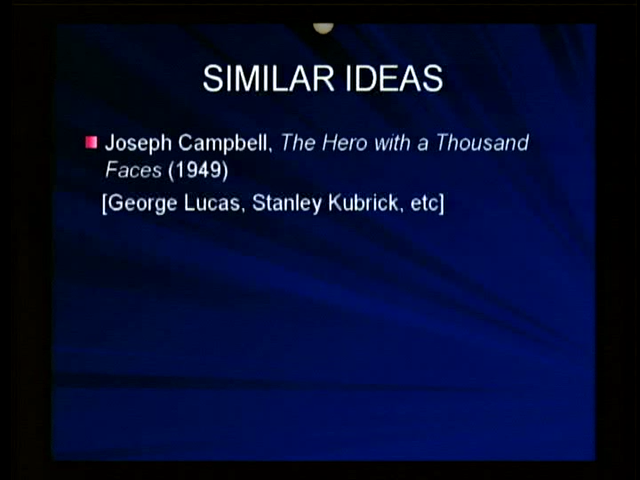 SIMILAR IDEAS
Joseph Campbell, The Hero with a Thousand
Faces (1949)
[George Lucas, Stanley Kubrick, etc]